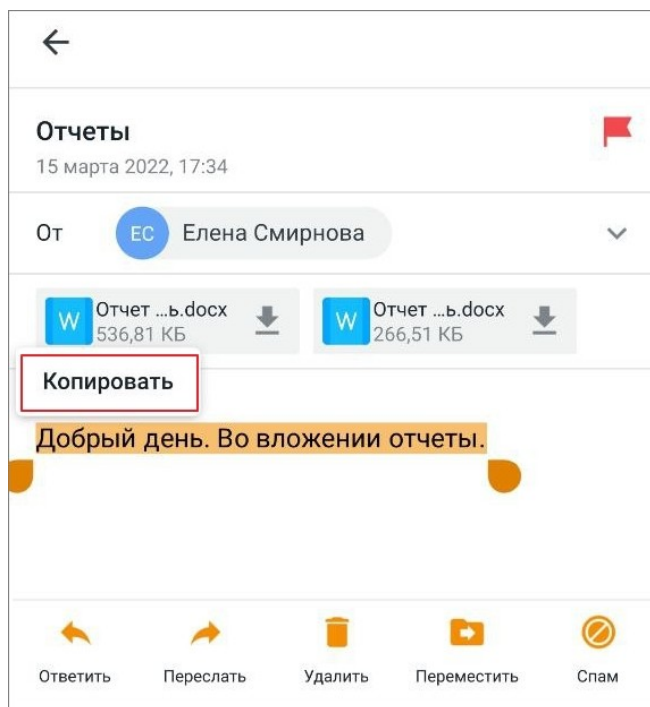 Отчеты
15 марта 2022, 17:34
От ЕС Елена Смирнова
W Отчет ...ь.docx W Отчет ...ь.docx
536,81 КБ 266,51 КБ
Копировать
Добрый день. Во вложении отчеты.
Ответить Переслать Удалить Переместить Спам